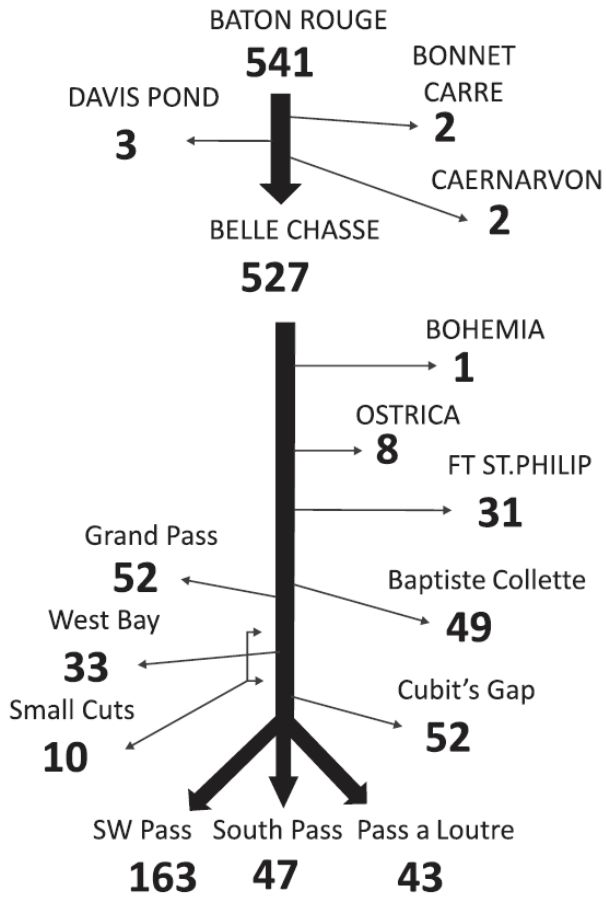 BATON ROUGE
541
BONNET
CARRE
2
DAVIS POND
3
CAERNARVON
2
BELLE CHASSE
527
BOHEMIA
1
OSTRICA
8
FT ST.PHILIP
31
Grand Pass
52
Baptiste Collette
49
West Bay
33
Small Cuts
10
Cubit's Gap
52
SW Pass
163
South Pass
47
Pass a Loutre
43